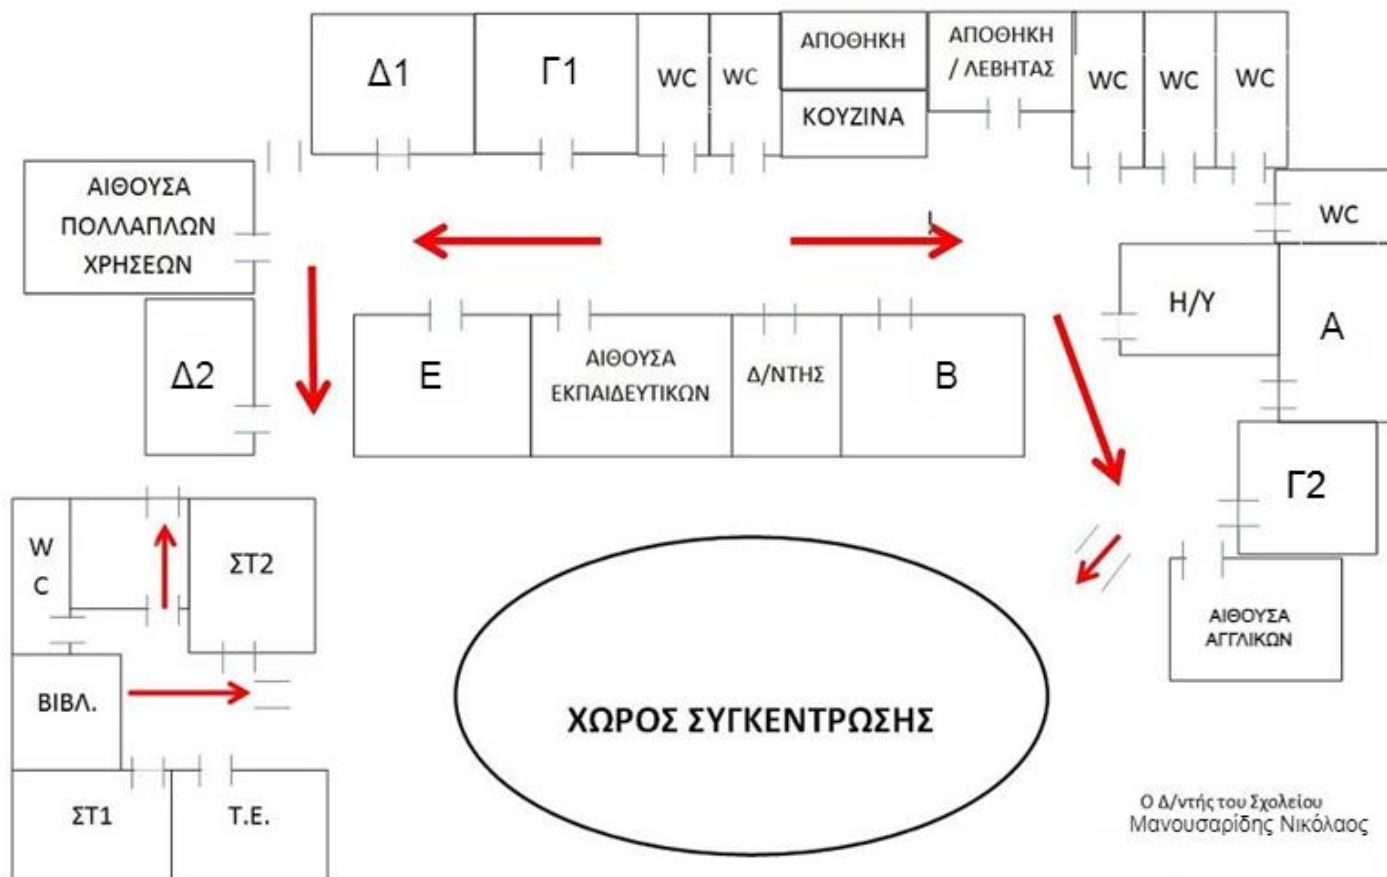 Δ1
Γ1
WC
WC
ΑΠΟΘΗΚΗ
ΚΟΥΖΙΝΑ
ΑΠΟΘΗΚΗ
/ ΛΕΒΗΤΑΣ
WC
WC
WC
ΑΙΘΟΥΣΑ
ΠΟΛΛΑΠΛΩΝ
ΧΡΗΣΕΩΝ
WC
Η/Υ
Α
Δ2
Ε
ΑΙΘΟΥΣΑ
ΕΚΠΑΙΔΕΥΤΙΚΩΝ
Δ/ΝΤΗΣ
Β
Γ2
W
C
ΣΤ2
ΑΙΘΟΥΣΑ
ΑΓΓΛΙΚΩΝ
ΒΙΒΛ.
ΧΩΡΟΣ ΣΥΓΚΕΝΤΡΩΣΗΣ
ΣΤ1
Τ.Ε.
Ο Δ/ντής του Σχολείου
Μανουσαρίδης Νικόλαος